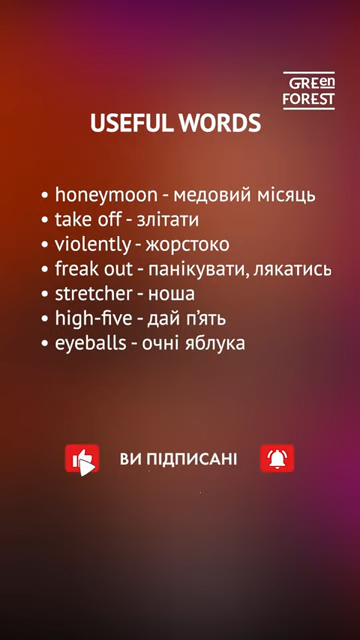 GREen
FOREST
USEFUL WORDS
• honeymoon - медовий місяць
• take off - злітати
• violently - жорстоко
• freak out - панікувати, лякатись
• stretcher - ноша
• high-five - дай п’ять
• eyeballs - очні яблука
ВИ ПІДПИСАНІ